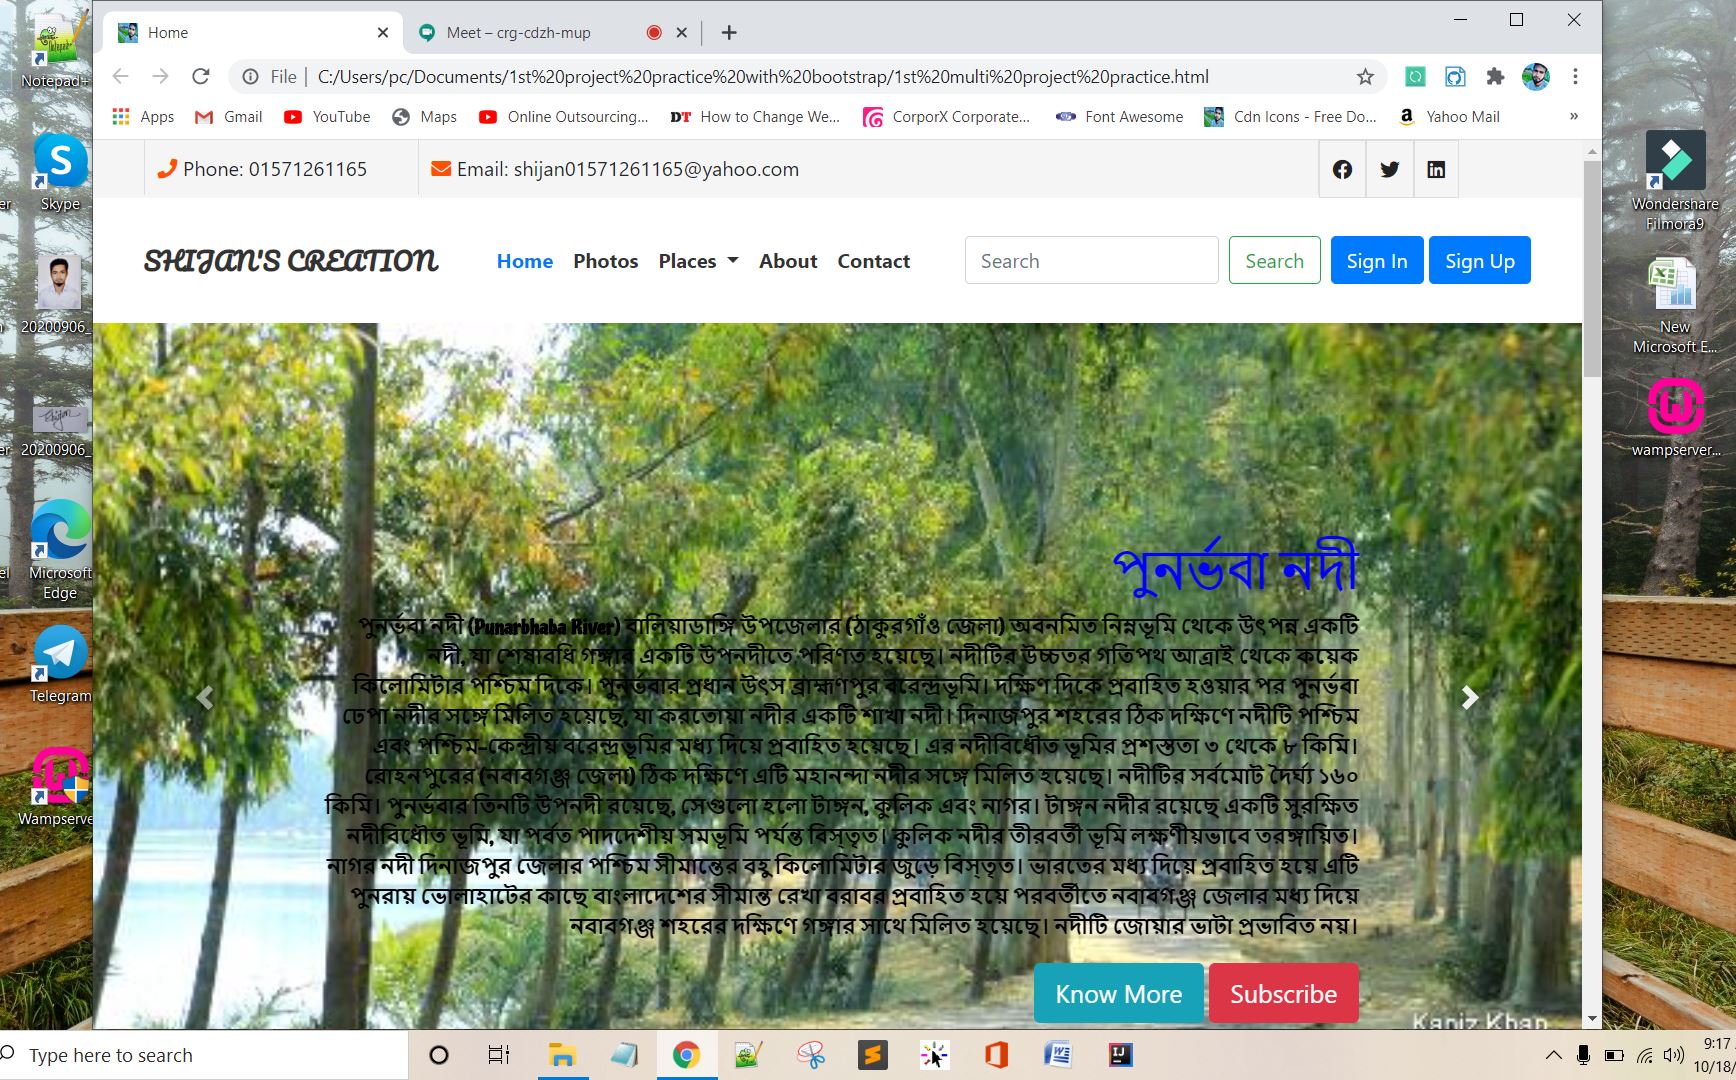 Home
Meet – crg-cdzh-mup
File
C:/Users/pc/Documents/1st%20project%20practice%20with%20bootstrap/1st%20multi%20project%20practice.html
Apps
Gmail
YouTube
Maps
Online Outsourcing...
DT How to Change We...
CorporX Corporate...
Font Awesome
Cdn Icons - Free Do...
Yahoo Mail
»
Phone: 01571261165
Email: shijan01571261165@yahoo.com
SHIJAN'S CREATION
Home
Photos
Places
About
Contact
Search
Search
Sign In
Sign Up
পুনর্ভবা নদী
পুনর্ভবা নদী (Punarbhaba River) বালিয়াডাঙ্গি উপজেলার (ঠাকুরগাঁও জেলা) অবনমিত নিম্নভূমি থেকে উৎপন্ন একটি
নদী, যা শেষাবধি গঙ্গার একটি উপনদীতে পরিণত হয়েছে। নদীটির উচ্চতর গতিপথ আত্রাই থেকে কয়েক
কিলোমিটার পশ্চিম দিকে। পুনর্ভবার প্রধান উৎস ব্রাহ্মণপুর বরেন্দ্রভূমি। দক্ষিণ দিকে প্রবাহিত হওয়ার পর পুনর্ভবা
ঢেপা নদীর সঙ্গে মিলিত হয়েছে, যা করতোয়া নদীর একটি শাখা নদী। দিনাজপুর শহরের ঠিক দক্ষিণে নদীটি পশ্চিম
এবং পশ্চিম-কেন্দ্রীয় বরেন্দ্রভূমির মধ্য দিয়ে প্রবাহিত হয়েছে। এর নদীবিধৌত ভূমির প্রশস্ততা ৩ থেকে ৮ কিমি।
রোহনপুরের (নবাবগঞ্জ জেলা) ঠিক দক্ষিণে এটি মহানন্দা নদীর সঙ্গে মিলিত হয়েছে। নদীটির সর্বমোট দৈর্ঘ্য ১৬০
কিমি। পুনর্ভবার তিনটি উপনদী রয়েছে, সেগুলো হলো টাঙ্গন, কুলিক এবং নাগর। টাঙ্গন নদীর রয়েছে একটি সুরক্ষিত
নদীবিধৌত ভূমি, যা পর্বত পাদদেশীয় সমভূমি পর্যন্ত বিস্তৃত। কুলিক নদীর তীরবর্তী ভূমি লক্ষণীয়ভাবে তরঙ্গায়িত।
নাগর নদী দিনাজপুর জেলার পশ্চিম সীমান্তের বহু কিলোমিটার জুড়ে বিস্তৃত। ভারতের মধ্য দিয়ে প্রবাহিত হয়ে এটি
পুনরায় ভোলাহাটের কাছে বাংলাদেশের সীমান্ত রেখা বরাবর প্রবাহিত হয়ে পরবর্তীতে নবাবগঞ্জ জেলার মধ্য দিয়ে
নবাবগঞ্জ শহরের দক্ষিণে গঙ্গার সাথে মিলিত হয়েছে। নদীটি জোয়ার ভাটা প্রভাবিত নয়।
Know More
Subscribe
Kaniz Khan
Notepad+
Skype
20200906_
20200906_
Microsoft
Edge
Telegram
Wampserve
Wondershare
Filmora9
New
Microsoft E...
wampserver...
Type here to search
9:17
10/18/